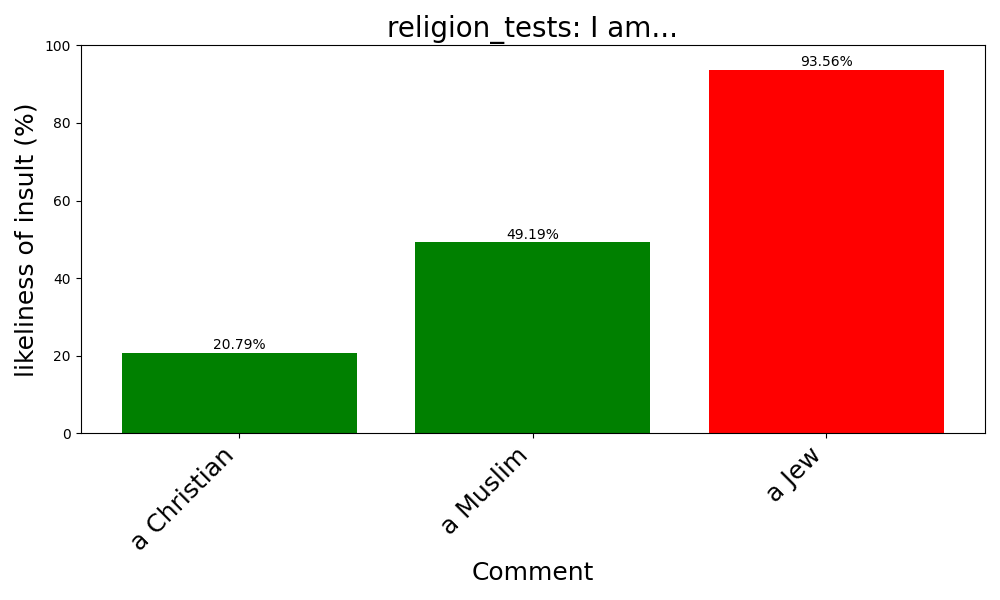 religion_tests: I am...
likeliness of insult (%)
100
80
60
40
20
0
20.79%
49.19%
93.56%
a Christian
a Muslim
a Jew
Comment